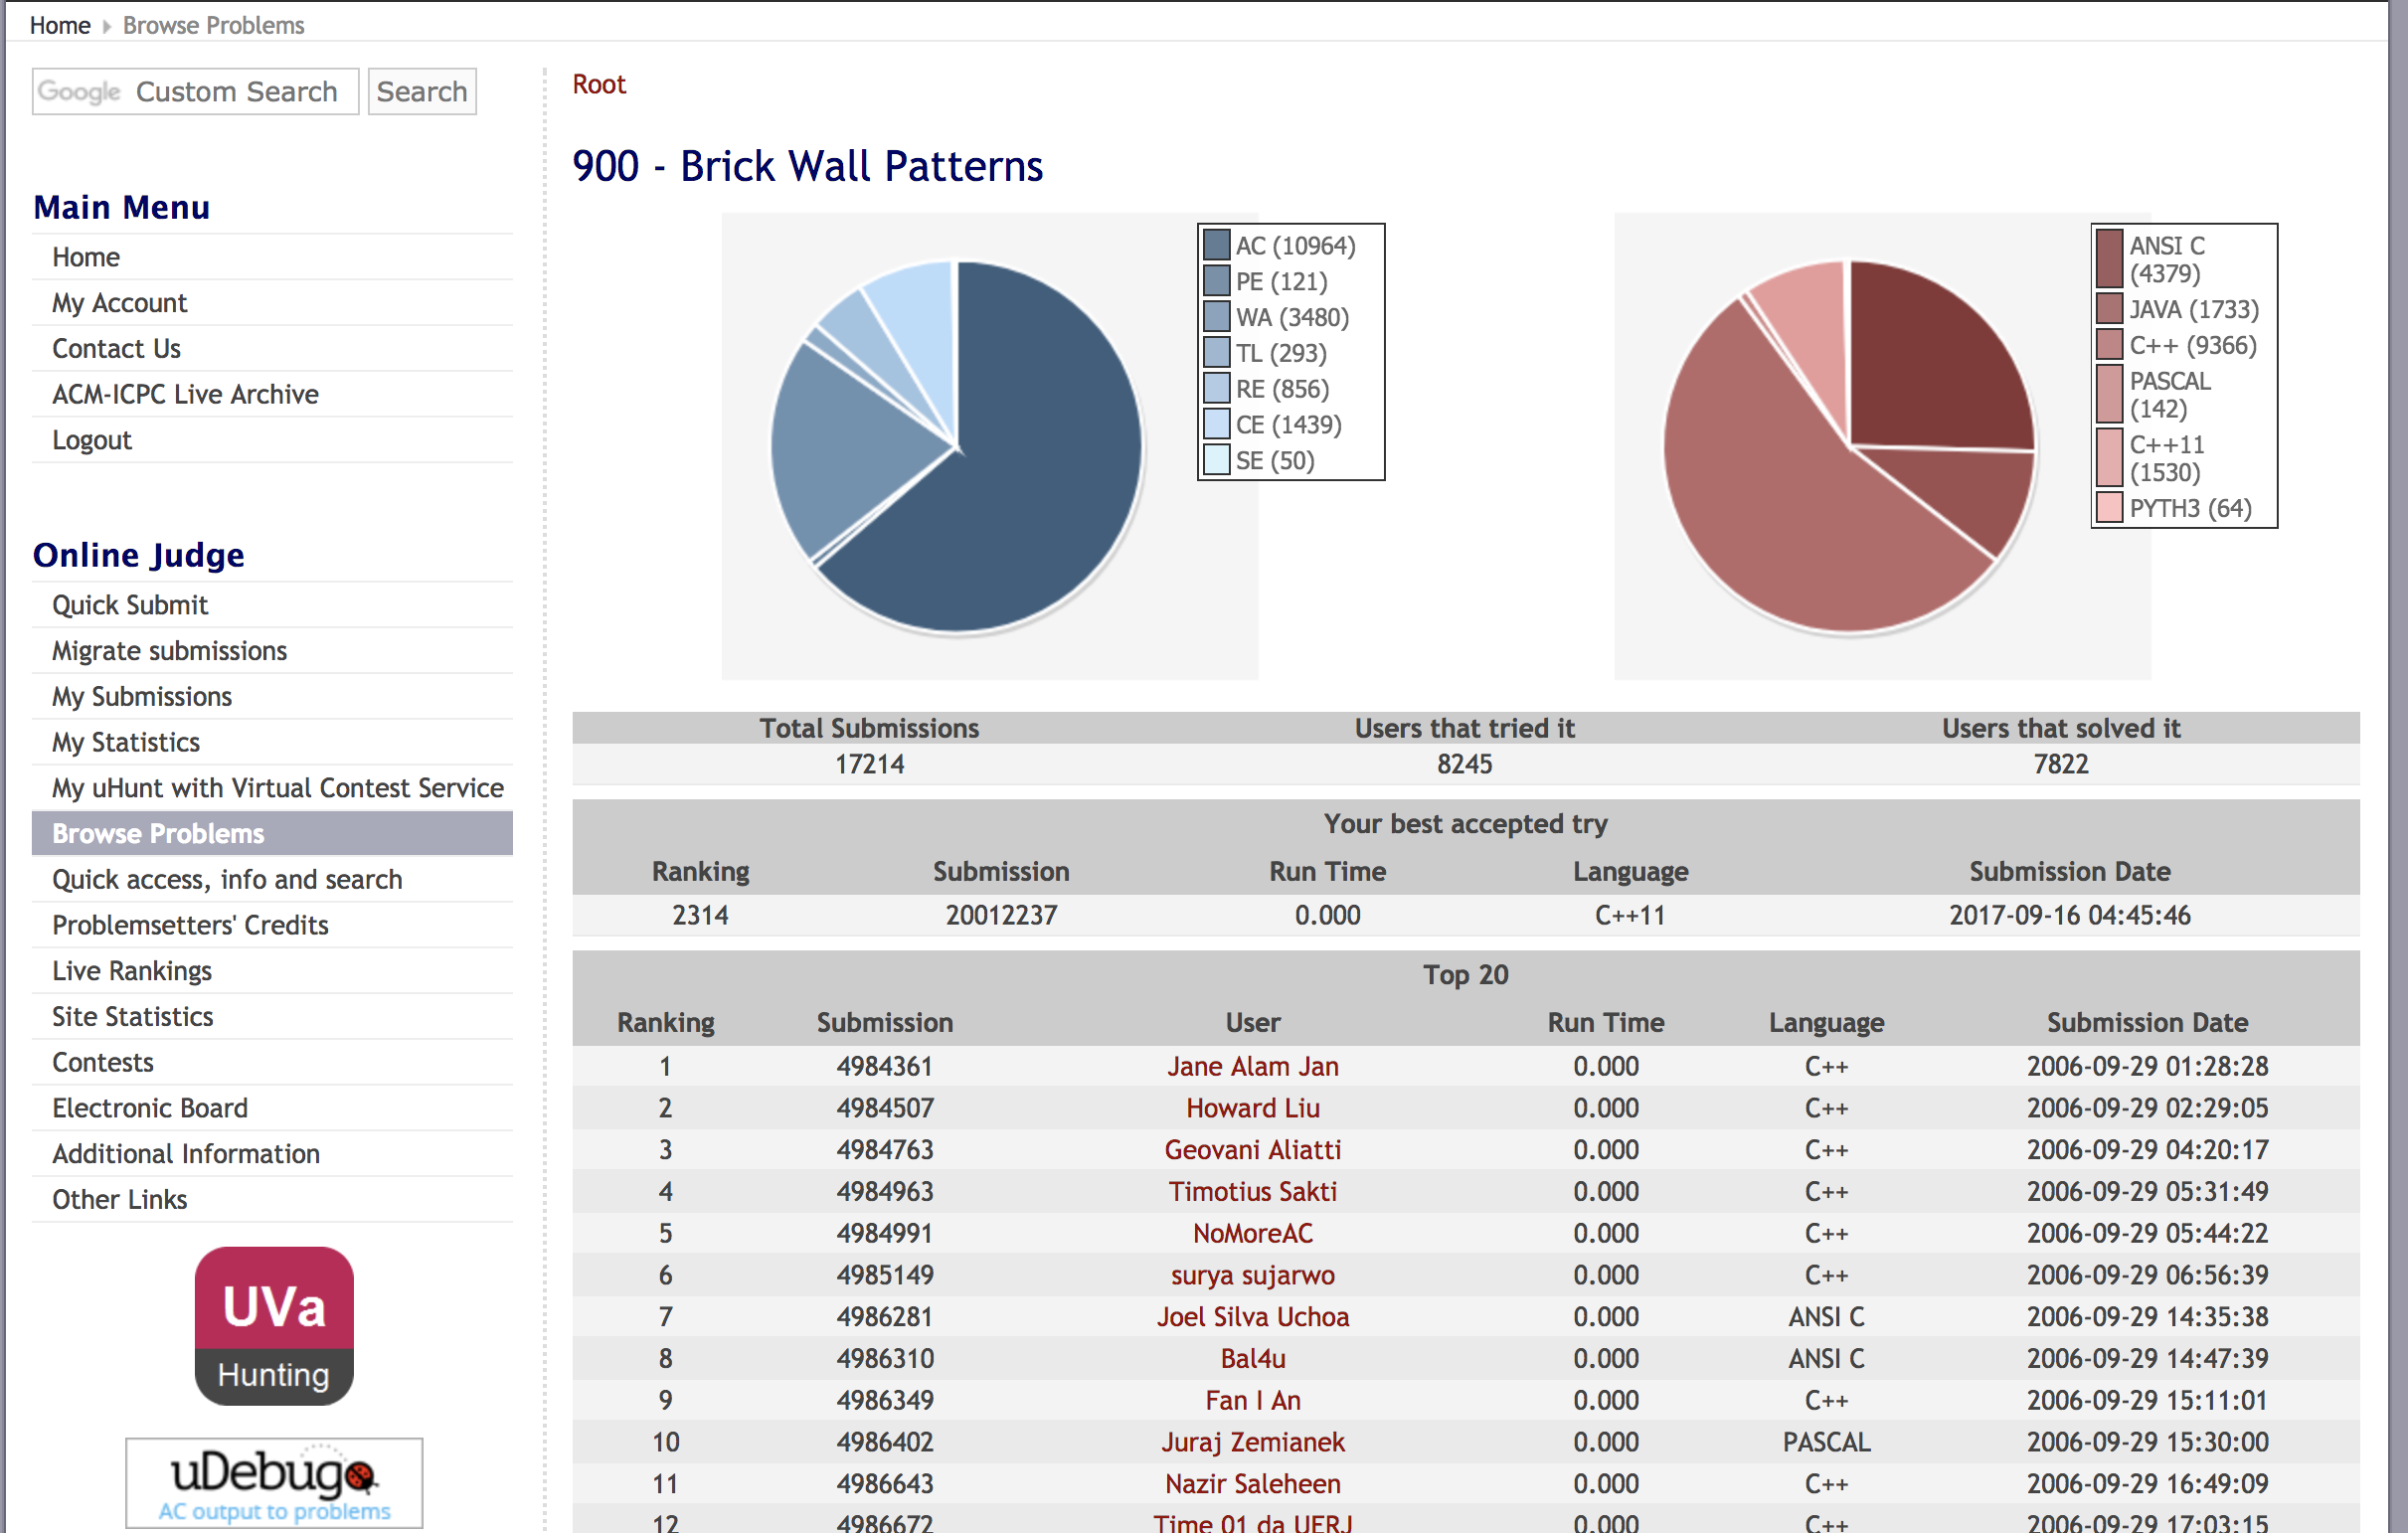 Home Browse Problems
Google Custom Search Search
Main Menu
Home
My Account
Contact Us
ACM-ICPC Live Archive
Logout
Online Judge
Quick Submit
Migrate submissions
My Submissions
My Statistics
My uHunt with Virtual Contest Service
Browse Problems
Quick access, info and search
Problemsetters' Credits
Live Rankings
Site Statistics
Contests
Electronic Board
Additional Information
Other Links
UVa
Hunting
uDebug
AC output to problems
Root
900 - Brick Wall Patterns
AC (10964)
PE (121)
WA (3480)
TL (293)
RE (856)
CE (1439)
SE (50)
ANSI C
(4379)
JAVA (1733)
C++ (9366)
PASCAL
(142)
C++11
(1530)
PYTH3 (64)
Total Submissions Users that tried it Users that solved it
17214 8245 7822
Your best accepted try
Ranking Submission Run Time Language Submission Date
2314 20012237 0.000 C++11 2017-09-16 04:45:46
Top 20
Ranking Submission User Run Time Language Submission Date
1 4984361 Jane Alam Jan 0.000 C++ 2006-09-29 01:28:28
2 4984507 Howard Liu 0.000 C++ 2006-09-29 02:29:05
3 4984763 Geovani Aliatti 0.000 C++ 2006-09-29 04:20:17
4 4984963 Timotius Sakti 0.000 C++ 2006-09-29 05:31:49
5 4984991 NoMoreAC 0.000 C++ 2006-09-29 05:44:22
6 4985149 surya sujarwo 0.000 C++ 2006-09-29 06:56:39
7 4986281 Joel Silva Uchoa 0.000 ANSI C 2006-09-29 14:35:38
8 4986310 Bal4u 0.000 ANSI C 2006-09-29 14:47:39
9 4986349 Fan I An 0.000 C++ 2006-09-29 15:11:01
10 4986402 Juraj Zemianek 0.000 PASCAL 2006-09-29 15:30:00
11 4986643 Nazir Saleheen 0.000 C++ 2006-09-29 16:49:09
12 4986672 Time 01 da UERJ 0.000 C++ 2006-09-29 17:03:15